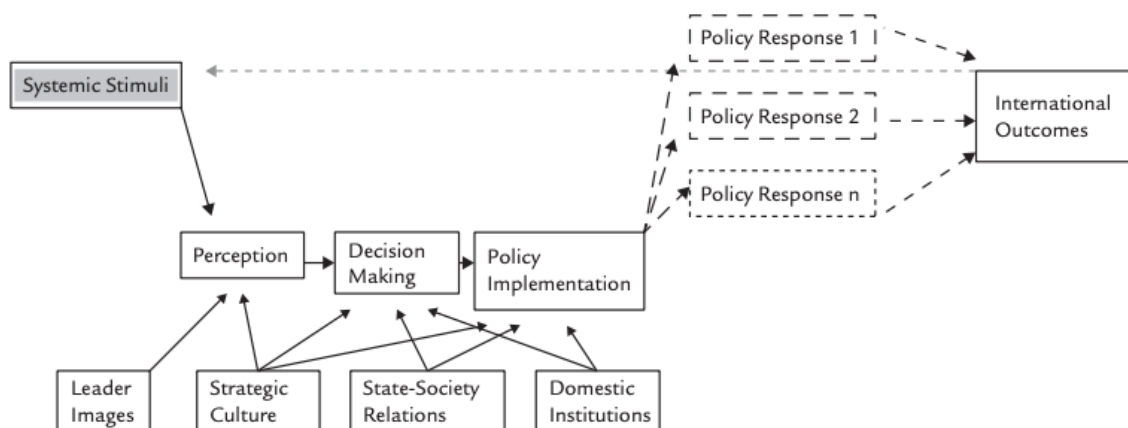 Policy Response 1
Systemic Stimuli
International
Outcomes
Policy Response 2
Policy Response n
Perception
Decision
Making
Policy
Implementation
Leader
Images
Strategic
Culture
State-Society
Relations
Domestic
Institutions